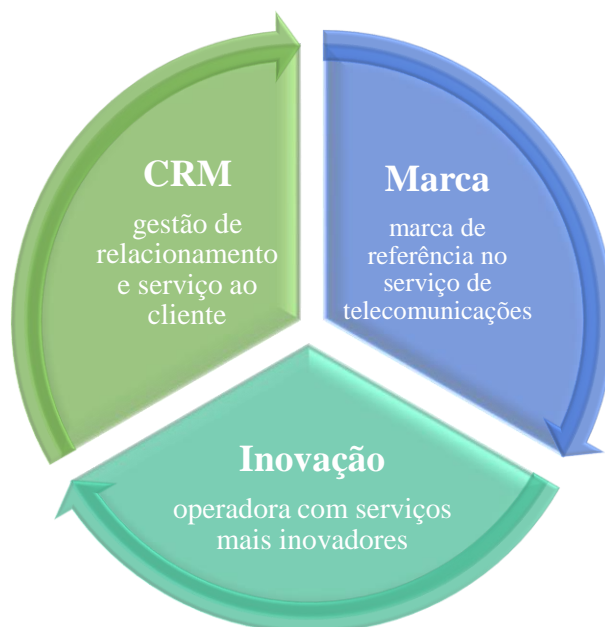 CRM
gestão de
relacionamento
e serviço ao
cliente
Marca
marca de
referência no
serviço de
telecomunicações
Inovação
operadora com serviços
mais inovadores